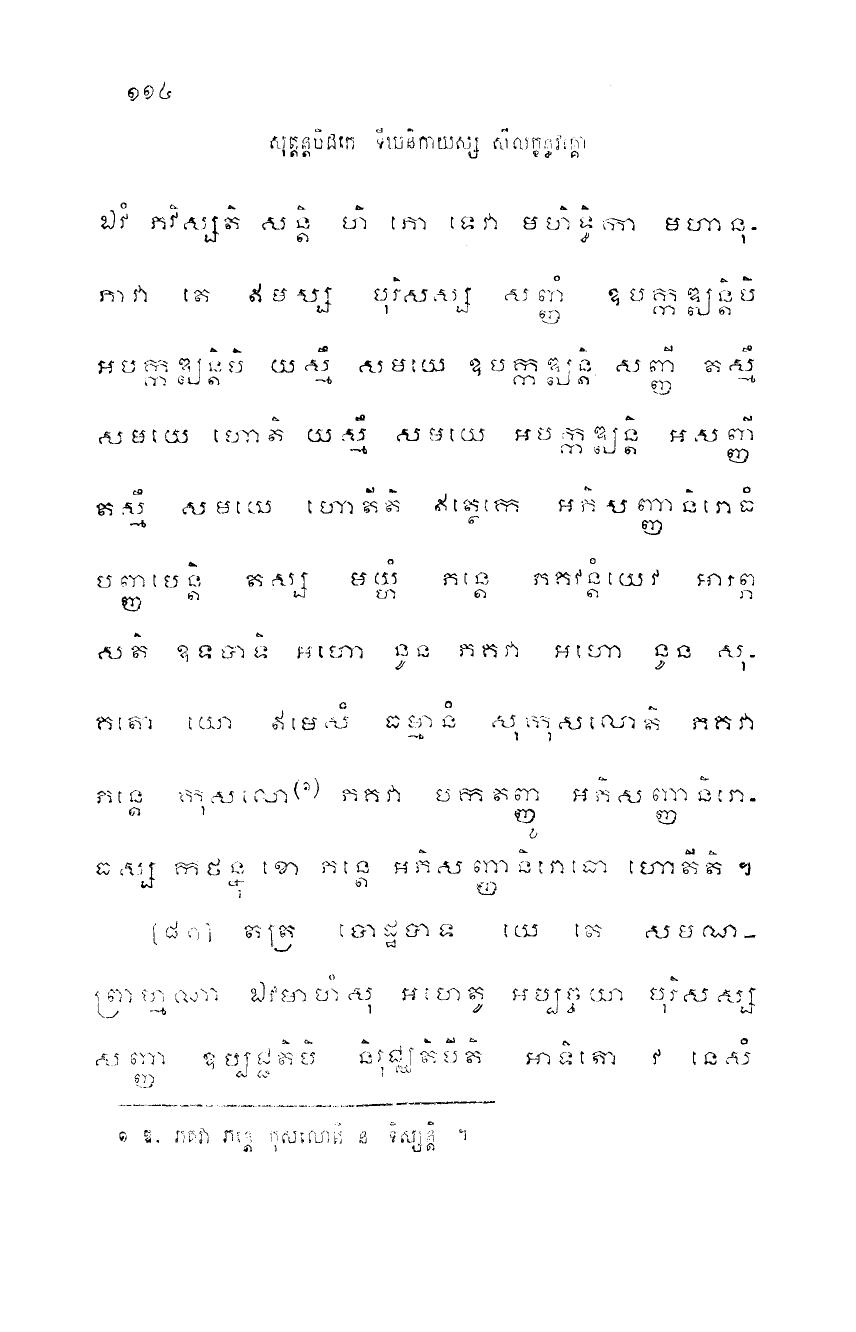 ១១៤
សុត្តន្តបិដកេ ទីឃនិកាយស្ស សីលក្ខន្ធវគ្គោ
ឯវំ ភវិស្សតិ សន្តិ ហិ ភោ ទេវា មហិទ្ធិកា មហានុ-
ភាវា តេ ឥមស្ស បុរិសស្ស សញ្ញំ ឧបកឌ្ឍន្តិបិ
អបកឌ្ឍន្តិបិ យស្មឹ សមយេ ឧបកឌ្ឍន្តិ សញ្ញី តស្មឹ
សមយេ ហោតិ យស្មឹ សមយេ អបកឌ្ឍន្តិ អសញ្ញី
តស្មឹ សមយេ ហោតីតិ ឥត្ថេកេ អភិសញ្ញានិរោធំ
បញ្ញបេន្តិ តស្ស មយ្ហំ ភន្តេ ភគវន្តំយេវ អារព្ភ
សតិ ឧទបាទិ អហោ នូន ភគវា អហោ នូន សុ-
គតោ យោ ឥមេសំ ធម្មានំ សុកុសលោតិ ភគវា
ភន្តេ កុសលោ(១) ភគវា បកតញ្ញូ អភិសញ្ញានិរោ-
ធស្ស កថន្នុ ខោ ភន្តេ អភិសញ្ញានិរោធោ ហោតីតិ ។
[៨០] តត្រ បោដ្ឋបាទ យេ តេ សមណ-
ព្រាហ្មណា ឯវមាហំសុ អហេតូ អប្បច្ចយា បុរិសស្ស
សញ្ញា ឧប្បជ្ជតិបិ និរុជ្ឈតិបីតិ អាទិតោ វ នេសំ
១ ឱ. ភគវា ភន្តេ កុសលោតិ ន ទិស្សន្តិ ។